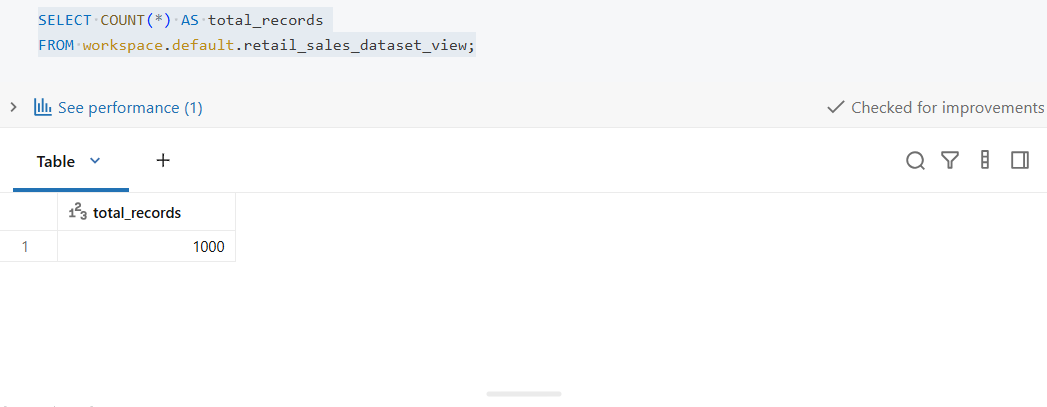 SELECT COUNT(*) AS total_records
FROM workspace.default.retail_sales_dataset_view;
See performance (1)
Checked for improvements
Table
total_records
1
1000